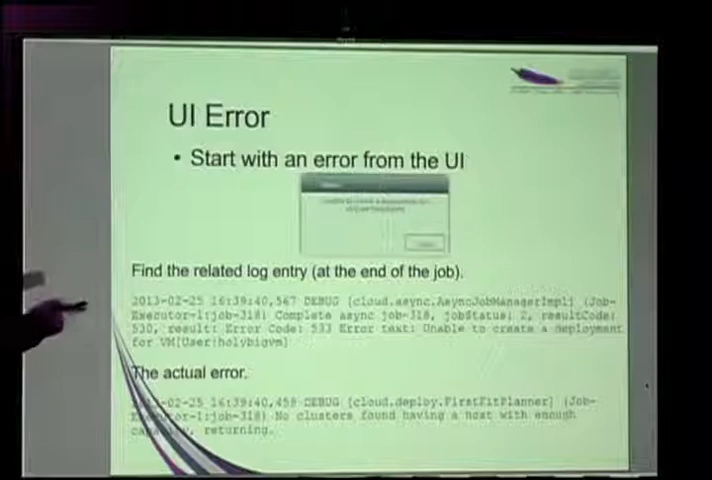 UI Error
• Start with an error from the UI
Find the related log entry (at the end of the job).
2013-02-25 16:39:40,567 DEBUG [cloud.async.AsyncJobManagerImpl] (Job-
Executor-1:job-318) Complete async job-318, jobStatus: 2, resultCode:
530, result: Error Code: 533 Error text: Unable to create a deployment
for VM[User|holybigvm]
The actual error.
-02-25 16:39:40,458 DEBUG [cloud.deploy.FirstFitPlanner] (Job-
-1:job-318) No clusters found having a host with enough
returning.